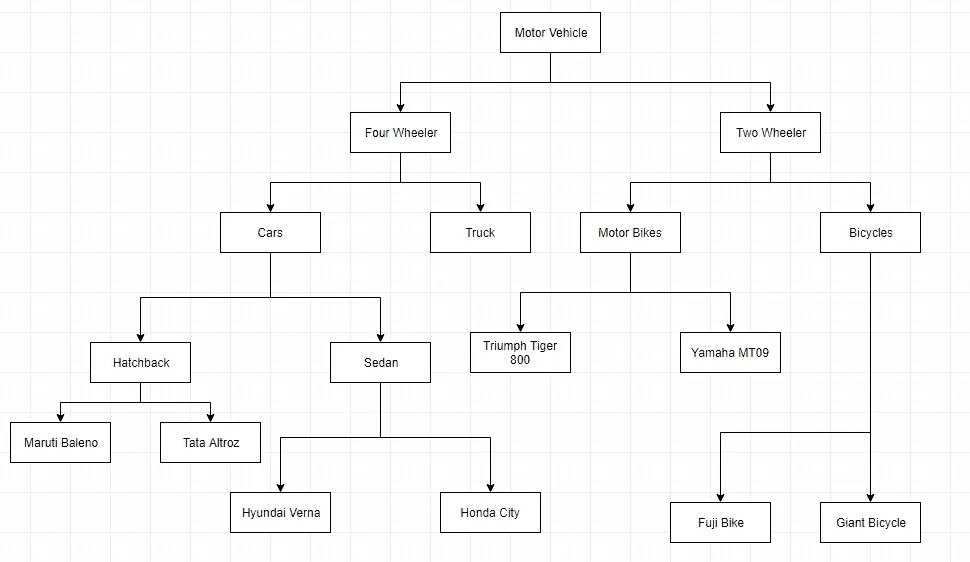 Motor Vehicle
Four Wheeler
Two Wheeler
Cars
Truck
Motor Bikes
Bicycles
Triumph Tiger
800
Yamaha MT09
Hatchback
Sedan
Maruti Baleno
Tata Altroz
Hyundai Verna
Honda City
Fuji Bike
Giant Bicycle